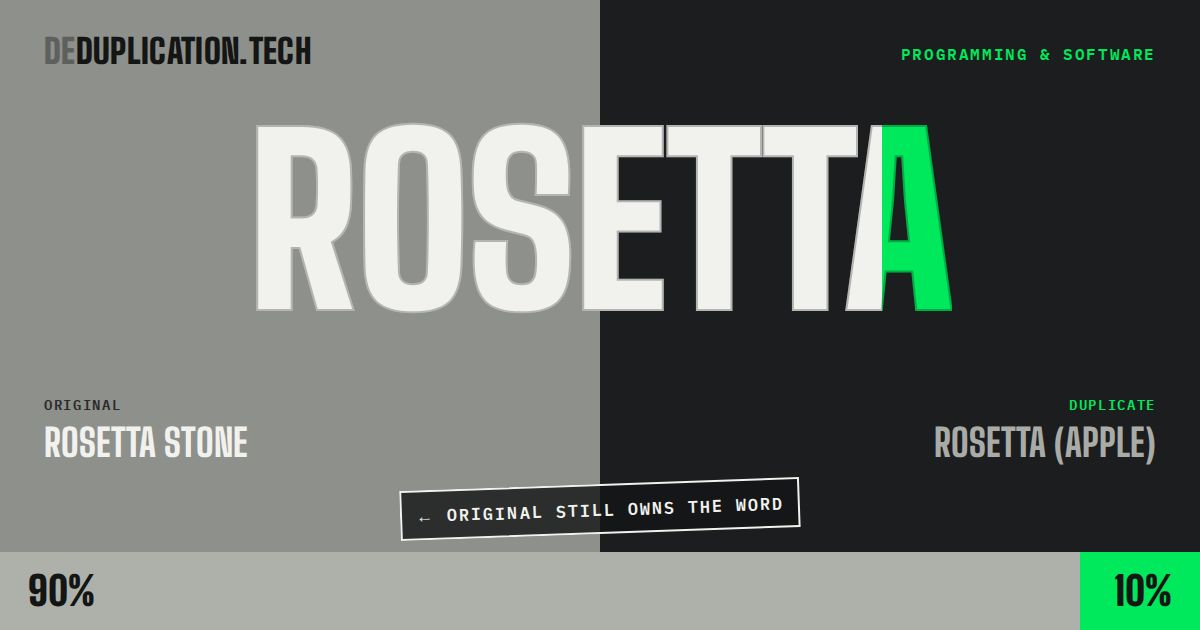 DEDUPLICATION.TECH
PROGRAMMING & SOFTWARE
ROSETTA
ORIGINAL
ROSETTA STONE
DUPLICATE
ROSETTA (APPLE)
← ORIGINAL STILL OWNS THE WORD
90%
10%